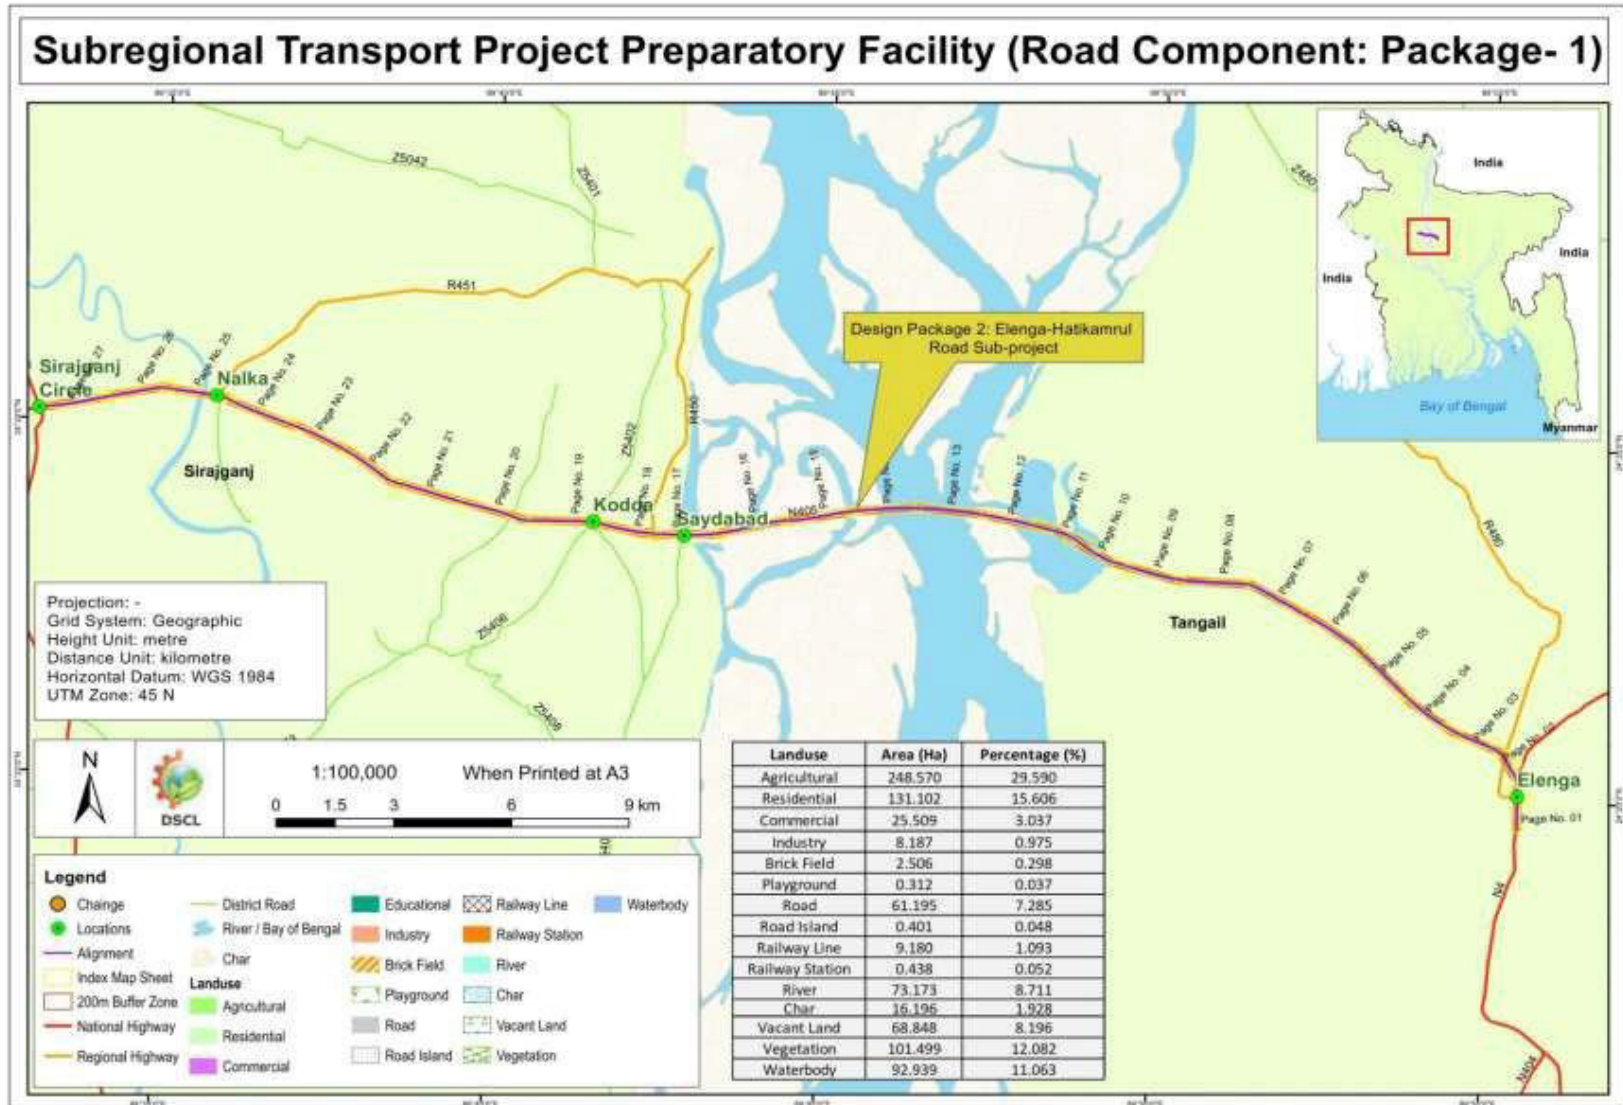 Subregional Transport Project Preparatory Facility (Road Component: Package- 1)
Z5042
Z5401
India
India
India
Bay of Bengal
Myanmar
R451
Design Package 2: Elenga-Hatikamrul
Road Sub-project
Sirajganj
Circle
Page No. 26
Page No. 25
Nalka
Page No. 24
Page No. 23
Page No. 22
Page No. 21
Page No. 20
Page No. 19
Page No. 17
Page No. 16
Page No. 15
Page No. 13
Page No. 12
Page No. 11
Page No. 10
Page No. 09
Page No. 08
Page No. 07
Page No. 06
Page No. 05
Page No. 04
Page No. 03
Page No. 01
R450
Z5402
Sirajganj
Kodda
Saydabad
N405
Tangail
Elenga
N4
N404
Projection: -
Grid System: Geographic
Height Unit: metre
Distance Unit: kilometre
Horizontal Datum: WGS 1984
UTM Zone: 45 N
N
DSCL
1:100,000 When Printed at A3
0 1.5 3 6 9 km
Legend
Chainge
Locations
Alignment
Index Map Sheet
200m Buffer Zone
National Highway
Regional Highway
District Road
River / Bay of Bengal
Char
Landuse
Agricultural
Residential
Commercial
Educational
Industry
Brick Field
Playground
Road
Road Island
Railway Line
Railway Station
River
Char
Vacant Land
Vegetation
Waterbody
Landuse Area (Ha) Percentage (%)
Agricultural 248.570 29.590
Residential 131.102 15.606
Commercial 25.509 3.037
Industry 8.187 0.975
Brick Field 2.506 0.298
Playground 0.312 0.037
Road 61.195 7.285
Road Island 0.401 0.048
Railway Line 9.180 1.093
Railway Station 0.438 0.052
River 73.173 8.711
Char 16.196 1.928
Vacant Land 68.848 8.196
Vegetation 101.499 12.082
Waterbody 92.939 11.063